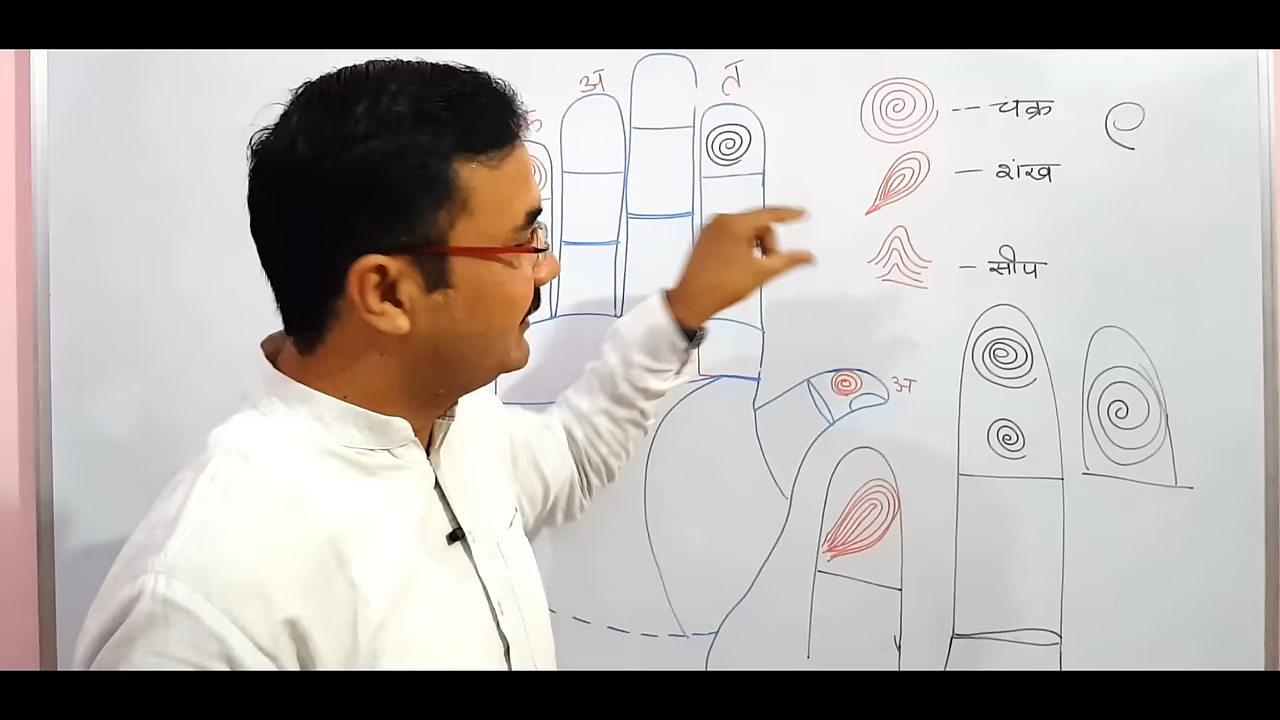 अ
त
-- चक्र
– शंख
– सीप
अ